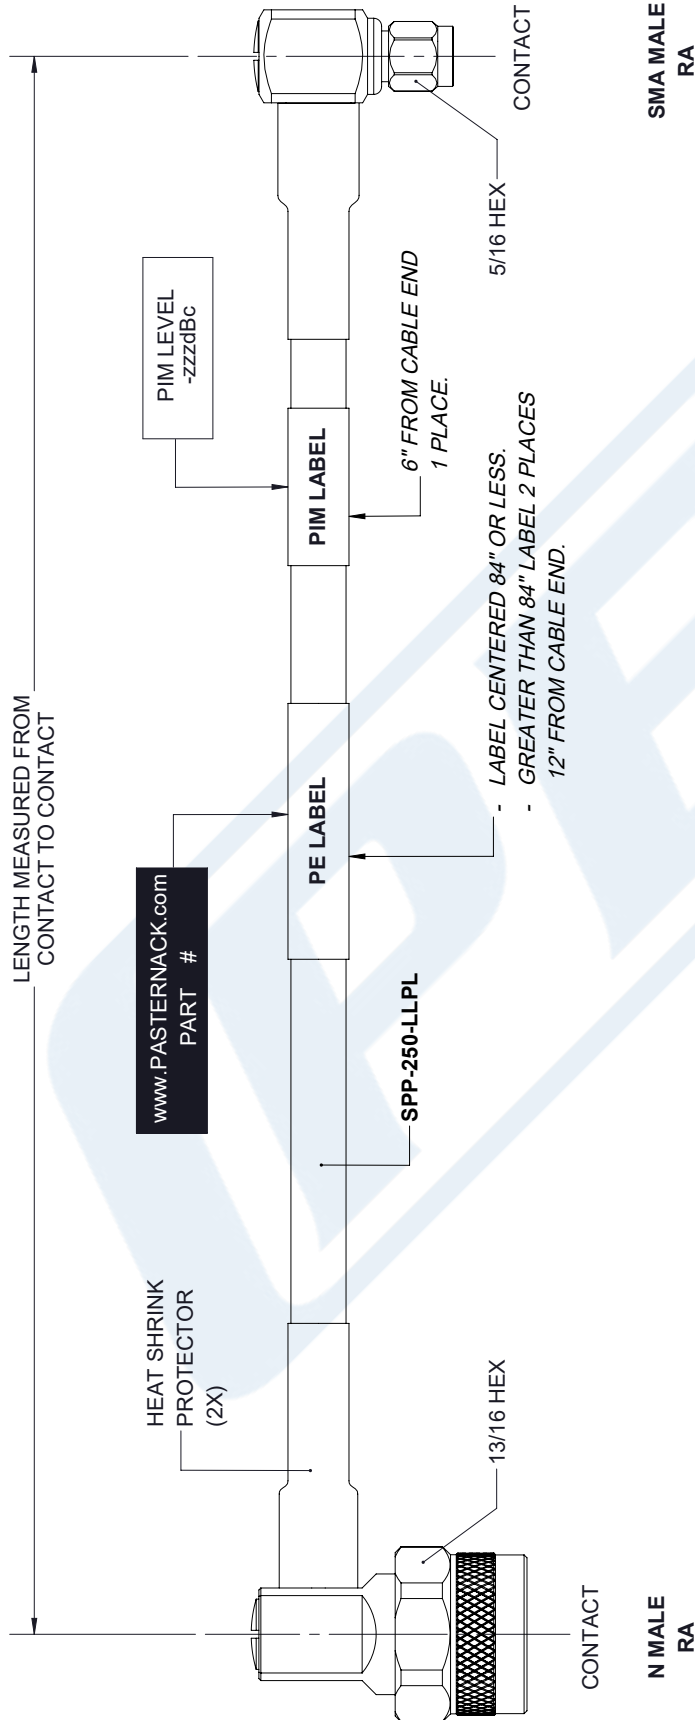 LENGTH MEASURED FROM
CONTACT TO CONTACT
HEAT SHRINK
PROTECTOR
(2X)
www.PASTERNACK.com
PART #
PIM LEVEL
-zzzdBc
PE LABEL
PIM LABEL
SPP-250-LLPL
6" FROM CABLE END
1 PLACE.
- LABEL CENTERED 84" OR LESS.
- GREATER THAN 84" LABEL 2 PLACES
12" FROM CABLE END.
13/16 HEX
5/16 HEX
CONTACT
CONTACT
N MALE
RA
SMA MALE
RA